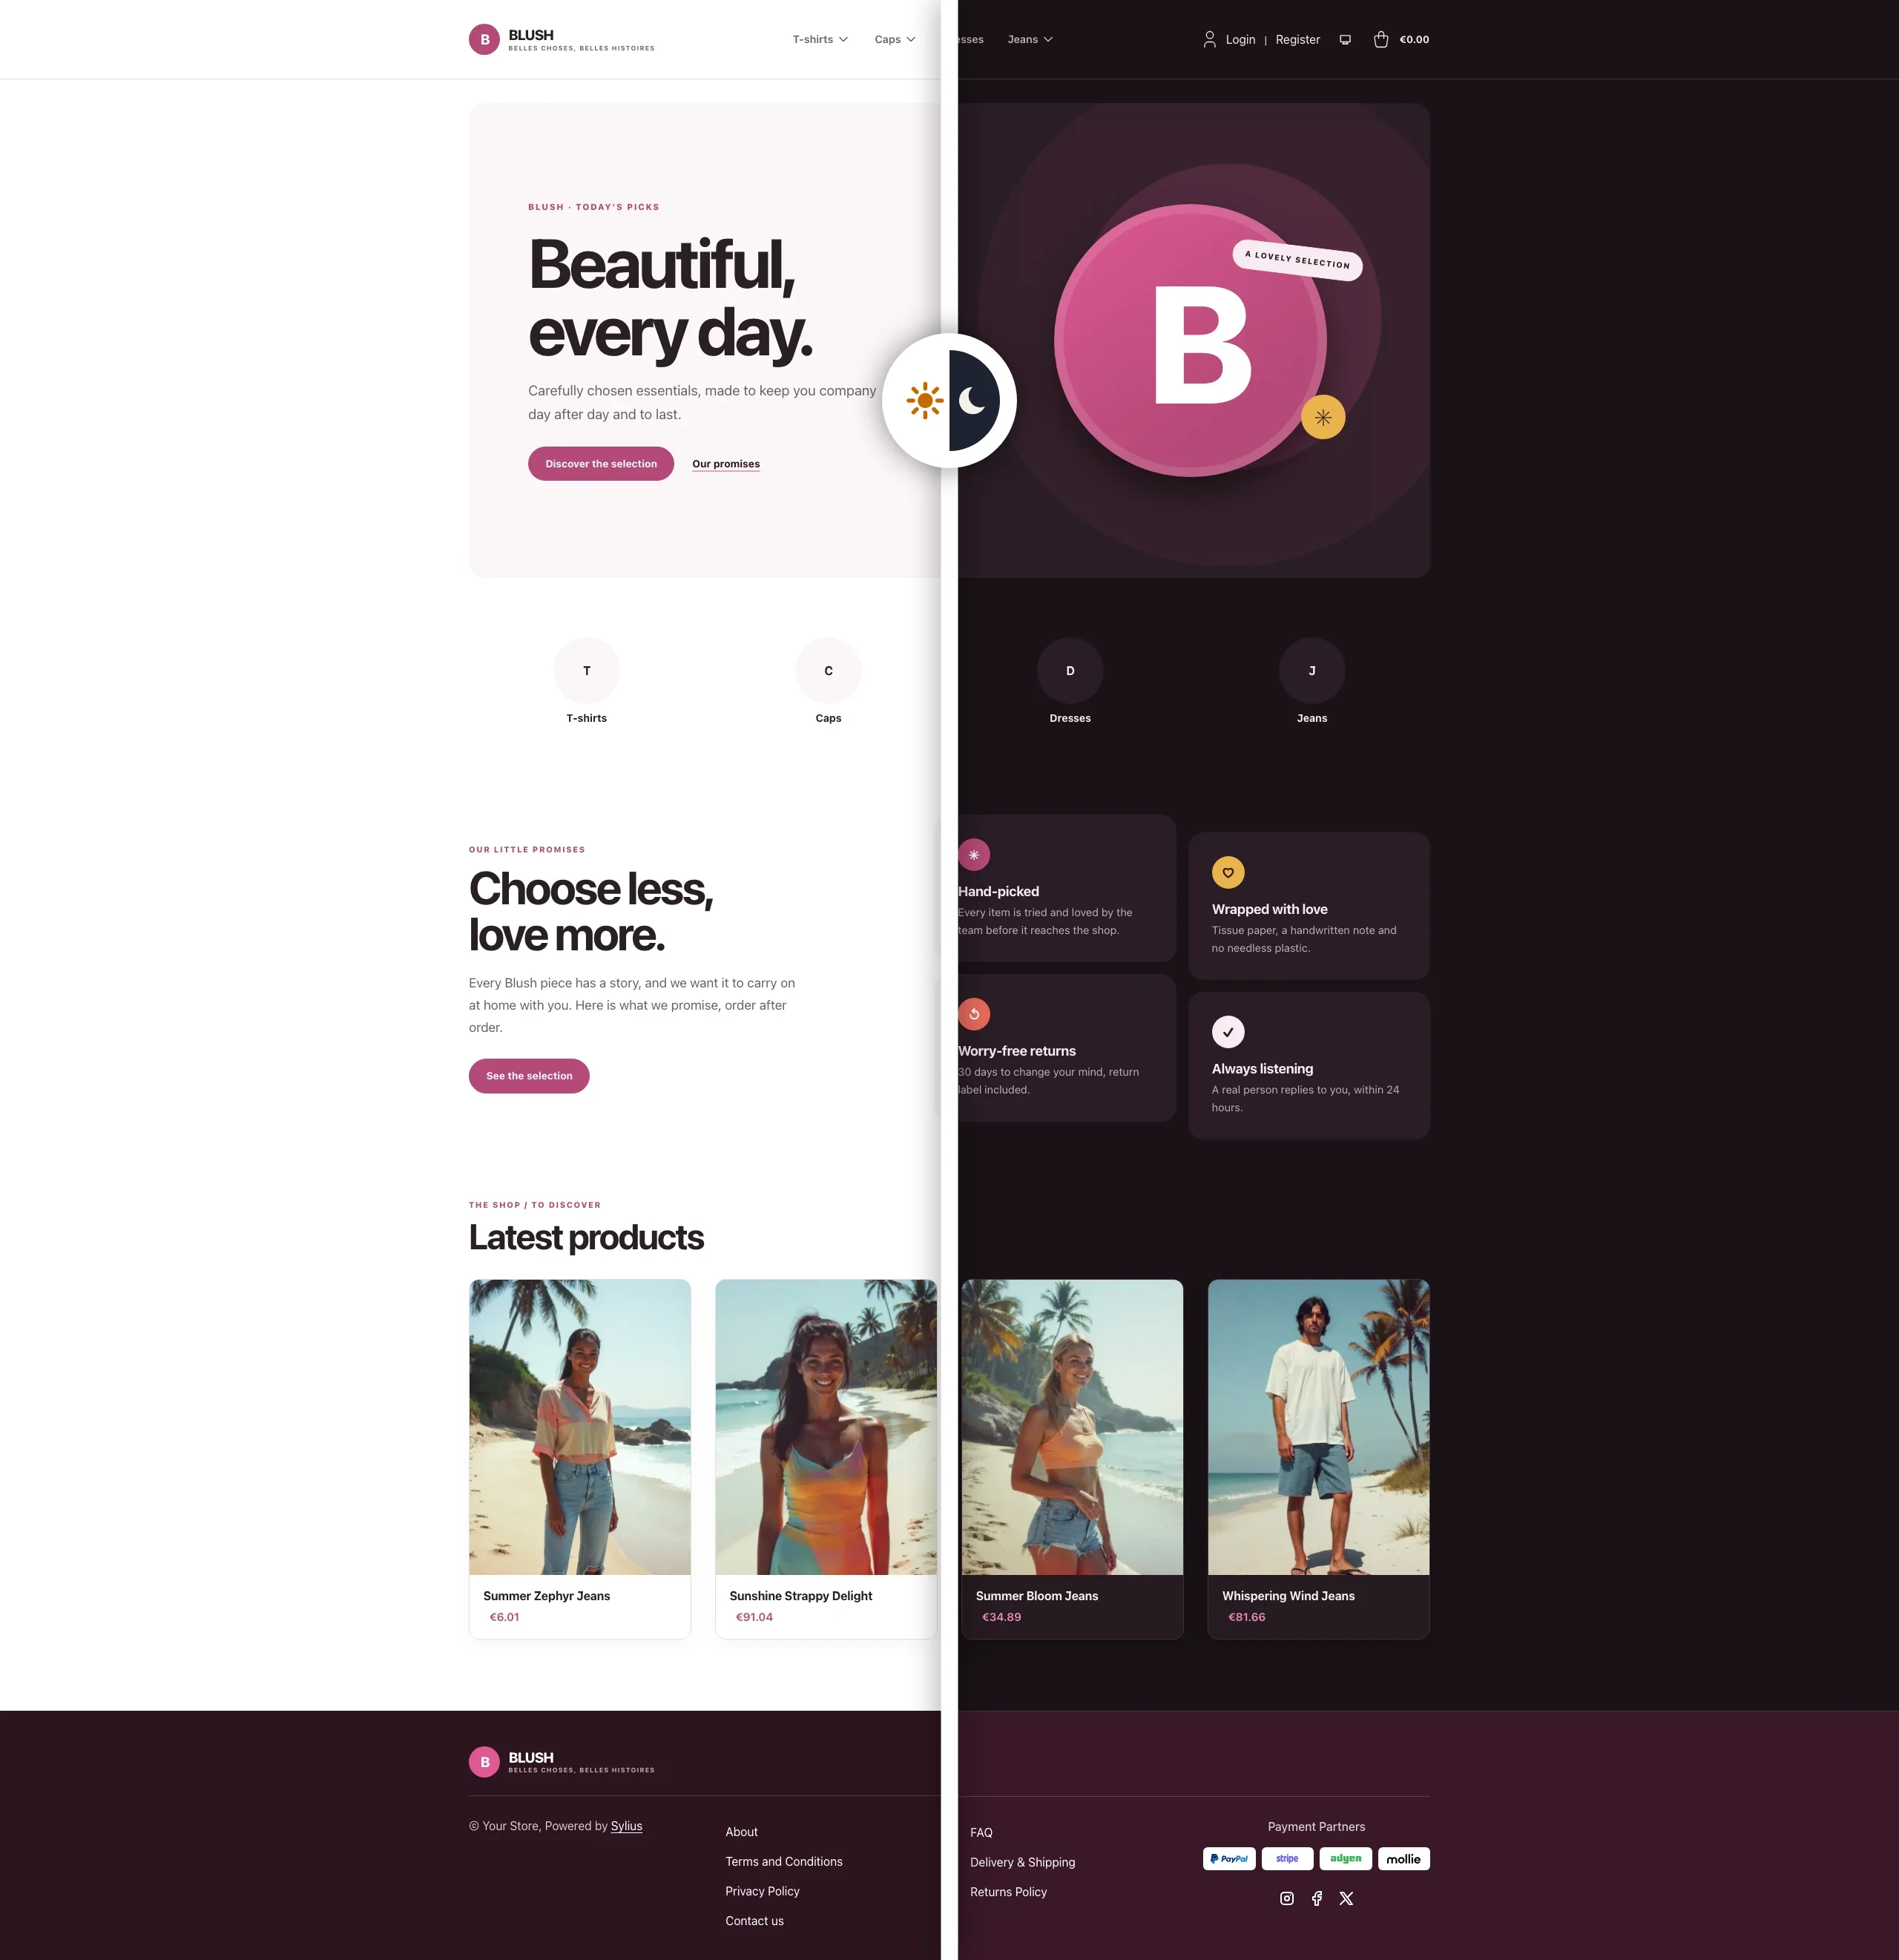 B
BLUSH
BELLES CHOSES, BELLES HISTOIRES
T-shirts
Caps
esses
Jeans
Login | Register
€0.00
BLUSH · TODAY'S PICKS
Beautiful,
every day.
Carefully chosen essentials, made to keep you company
day after day and to last.
Discover the selection
Our promises
A LOVELY SELECTION
B
T
T-shirts
C
Caps
D
Dresses
J
Jeans
OUR LITTLE PROMISES
Choose less,
love more.
Every Blush piece has a story, and we want it to carry on
at home with you. Here is what we promise, order after
order.
See the selection
Hand-picked
Every item is tried and loved by the
team before it reaches the shop.
Wrapped with love
Tissue paper, a handwritten note and
no needless plastic.
Worry-free returns
30 days to change your mind, return
label included.
Always listening
A real person replies to you, within 24
hours.
THE SHOP / TO DISCOVER
Latest products
Summer Zephyr Jeans
€6.01
Sunshine Strappy Delight
€91.04
Summer Bloom Jeans
€34.89
Whispering Wind Jeans
€81.66
B
BLUSH
BELLES CHOSES, BELLES HISTOIRES
© Your Store, Powered by Sylius
About
Terms and Conditions
Privacy Policy
Contact us
FAQ
Delivery & Shipping
Returns Policy
Payment Partners
PayPal
stripe
adyen
mollie